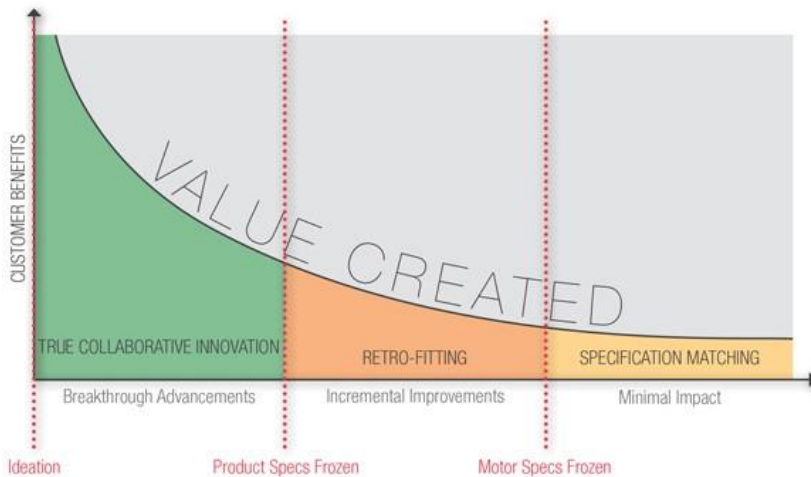 CUSTOMER BENEFITS
VALUE CREATED
TRUE COLLABORATIVE INNOVATION
RETRO-FITTING
SPECIFICATION MATCHING
Breakthrough Advancements
Incremental Improvements
Minimal Impact
Ideation
Product Specs Frozen
Motor Specs Frozen